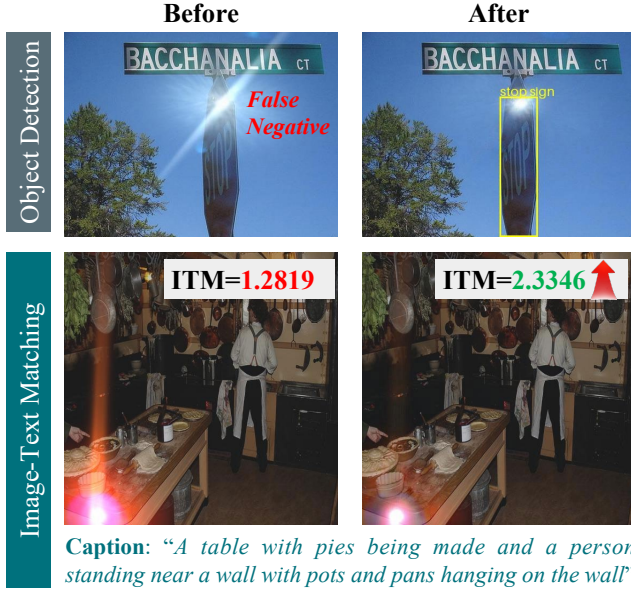 Before After
Object Detection
BACCHANALIA CT
False
Negative
STOP
BACCHANALIA CT
stop sign
STOP
Image-Text Matching
ITM=1.2819
ITM=2.3346
Caption: “A table with pies being made and a person
standing near a wall with pots and pans hanging on the wall”